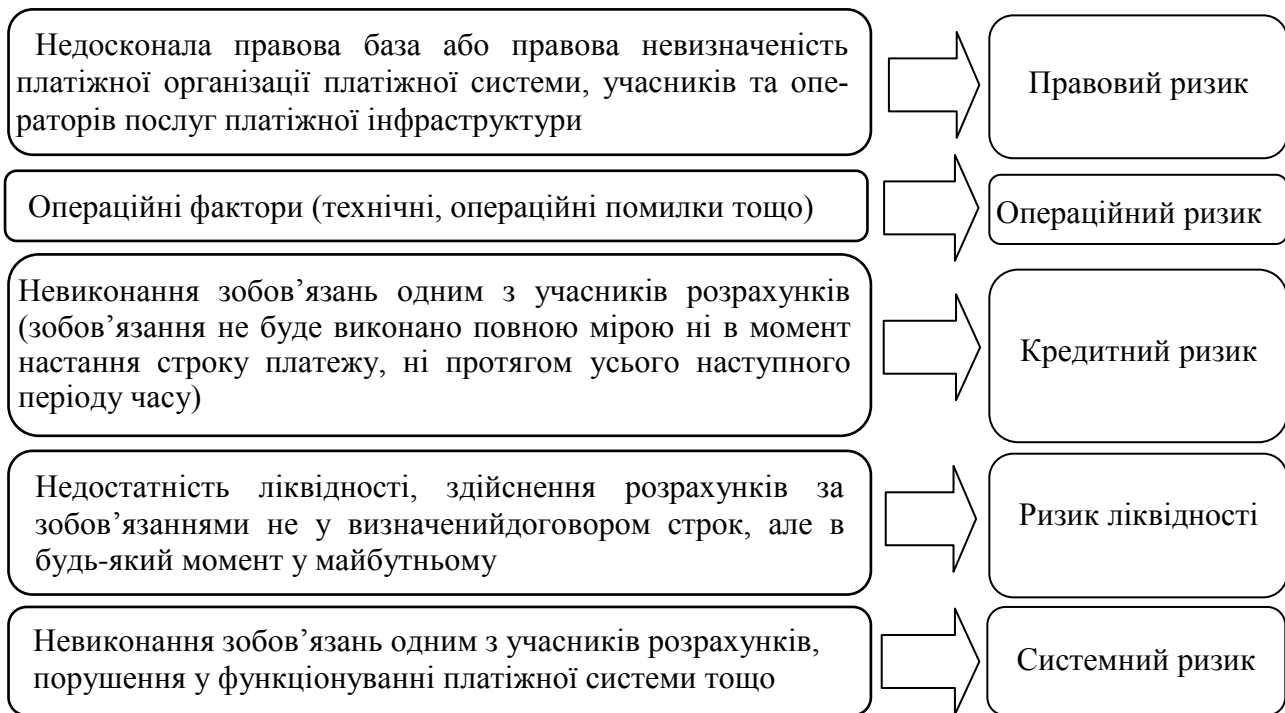 Недосконала правова база або правова невизначеність
платіжної організації платіжної системи, учасників та опе-
раторів послуг платіжної інфраструктури
Правовий ризик
Операційні фактори (технічні, операційні помилки тощо)
Операційний ризик
Невиконання зобов’язань одним з учасників розрахунків
(зобов’язання не буде виконано повною мірою ні в момент
настання строку платежу, ні протягом усього наступного
періоду часу)
Кредитний ризик
Недостатність ліквідності, здійснення розрахунків за
зобов’язаннями не у визначенийдоговором строк, але в
будь-який момент у майбутньому
Ризик ліквідності
Невиконання зобов’язань одним з учасників розрахунків,
порушення у функціонуванні платіжної системи тощо
Системний ризик